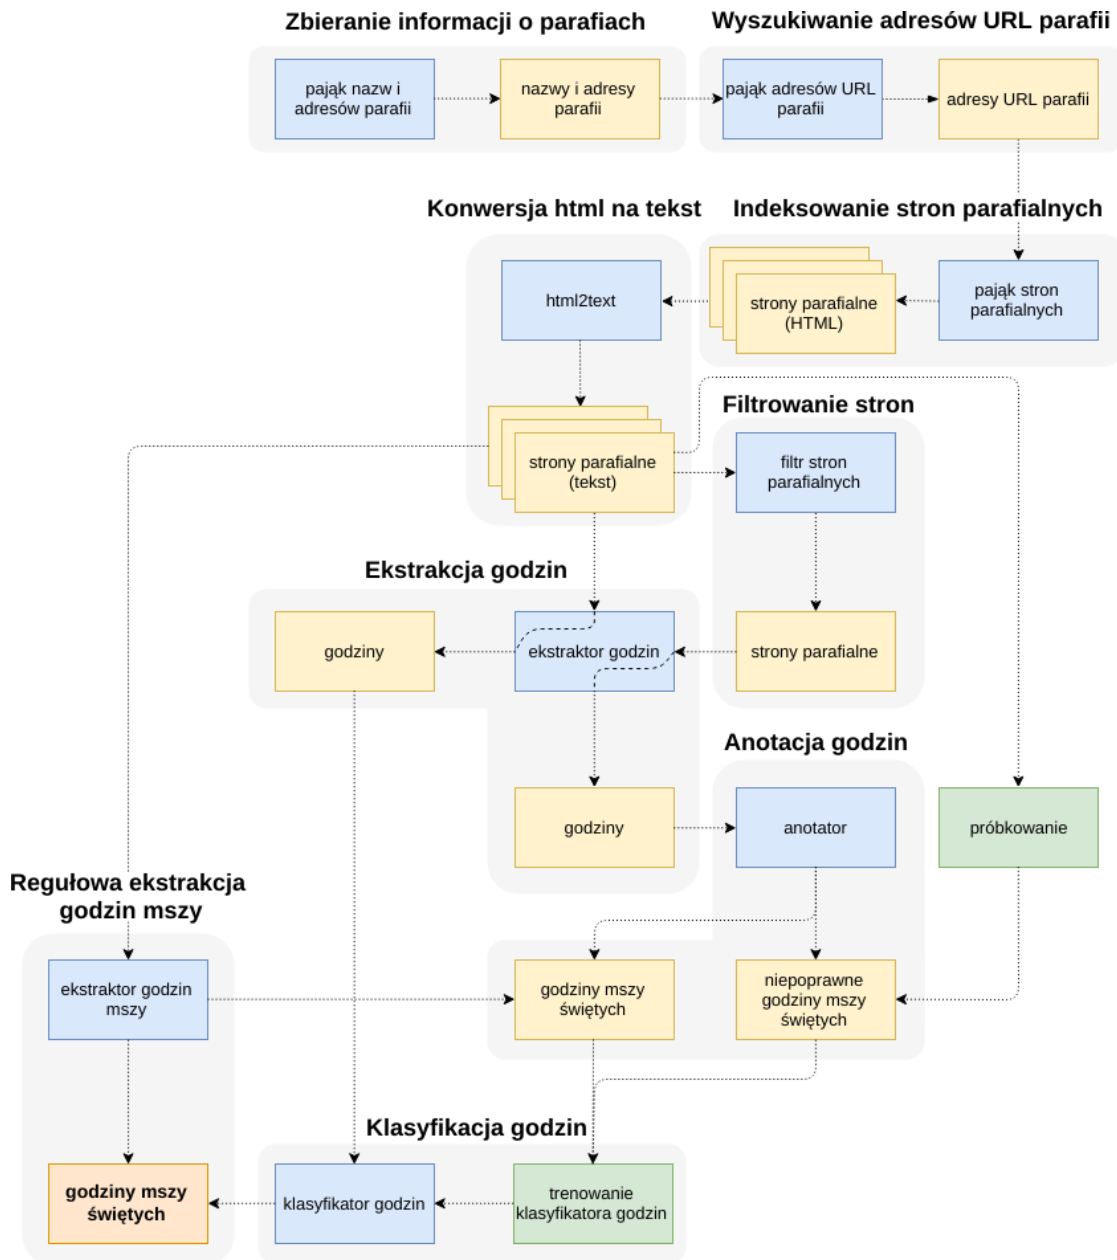 Zbieranie informacji o parafiach
Wyszukiwanie adresów URL parafii
pająk nazw i
adresów parafii
nazwy i adresy
parafii
pająk adresów URL
parafii
adresy URL parafii
Konwersja html na tekst
Indeksowanie stron parafialnych
html2text
strony parafialne
(HTML)
pająk stron
parafialnych
Filtrowanie stron
strony parafialne
(tekst)
filtr stron
parafialnych
Ekstrakcja godzin
godziny
ekstraktor godzin
strony parafialne
Anotacja godzin
godziny
anotator
próbkowanie
Regułowa ekstrakcja
godzin mszy
ekstraktor godzin
mszy
godziny mszy
świętych
niepoprawne
godziny mszy
świętych
Klasyfikacja godzin
godziny mszy
świętych
klasyfikator godzin
trenowanie
klasyfikatora godzin